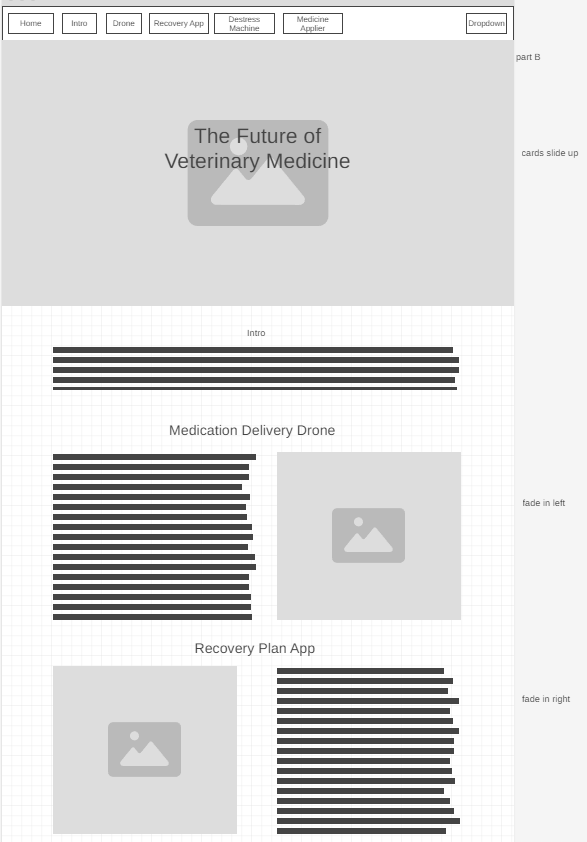 Home
Intro
Drone
Recovery App
Destress
Machine
Medicine
Applier
Dropdown
part B
The Future of
Veterinary Medicine
cards slide up
Intro
Medication Delivery Drone
fade in left
Recovery Plan App
fade in right